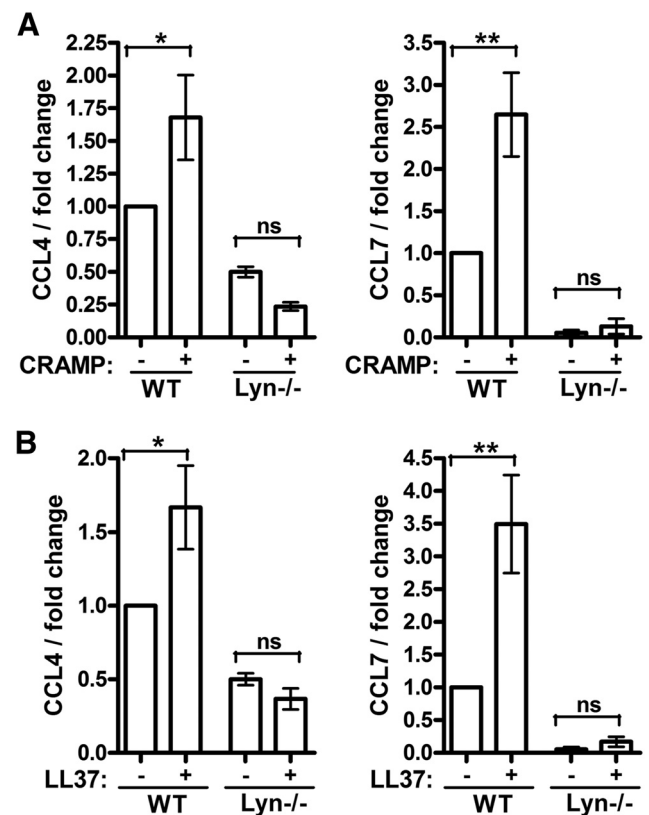 A
CCL4 / fold change
2.25
2.00
1.75
1.50
1.25
1.00
0.75
0.50
0.25
0.00
*
ns
CRAMP: - + - +
WT Lyn-/-
CCL7 / fold change
3.5
3.0
2.5
2.0
1.5
1.0
0.5
0.0
**
ns
CRAMP: - + - +
WT Lyn-/-
B
CCL4 / fold change
2.0
1.5
1.0
0.5
0.0
*
ns
LL37: - + - +
WT Lyn-/-
CCL7 / fold change
4.5
4.0
3.5
3.0
2.5
2.0
1.5
1.0
0.5
0.0
**
ns
LL37: - + - +
WT Lyn-/-